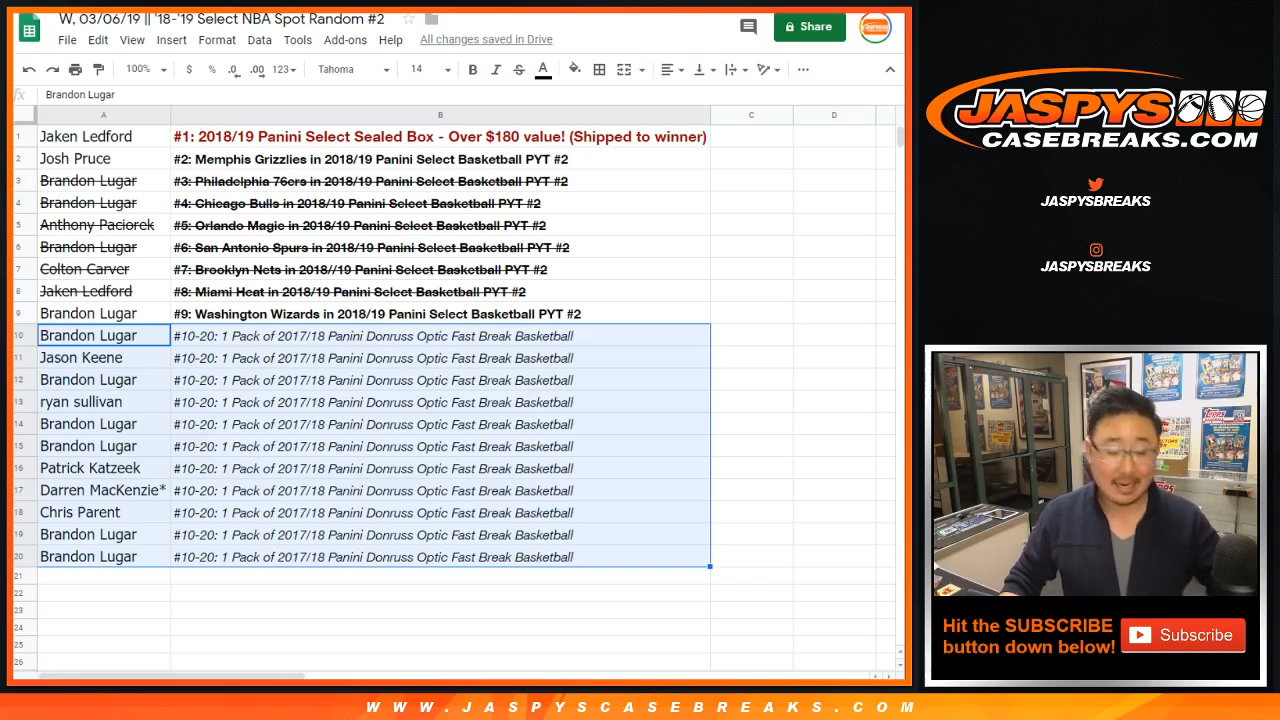 W, 03/06/19 || '18-'19 Select NBA Spot Random #2
File Edit View Insert Format Data Tools Add-ons Help All changes saved in Drive
Share
100% $ % .0 .00 123 Tahoma 14 B I S A
fx Brandon Lugar
A B C D
1 Jaken Ledford #1: 2018/19 Panini Select Sealed Box - Over $180 value! (Shipped to winner)
2 Josh Pruce #2: Memphis Grizzlies in 2018/19 Panini Select Basketball PYT #2
3 Brandon Lugar #3: Philadelphia 76ers in 2018/19 Panini Select Basketball PYT #2
4 Brandon Lugar #4: Chicago Bulls in 2018/19 Panini Select Basketball PYT #2
5 Anthony Paciorek #5: Orlando Magic in 2018/19 Panini Select Basketball PYT #2
6 Brandon Lugar #6: San Antonio Spurs in 2018/19 Panini Select Basketball PYT #2
7 Colton Carver #7: Brooklyn Nets in 2018//19 Panini Select Basketball PYT #2
8 Jaken Ledford #8: Miami Heat in 2018/19 Panini Select Basketball PYT #2
9 Brandon Lugar #9: Washington Wizards in 2018/19 Panini Select Basketball PYT #2
10 Brandon Lugar #10-20: 1 Pack of 2017/18 Panini Donruss Optic Fast Break Basketball
11 Jason Keene #10-20: 1 Pack of 2017/18 Panini Donruss Optic Fast Break Basketball
12 Brandon Lugar #10-20: 1 Pack of 2017/18 Panini Donruss Optic Fast Break Basketball
13 ryan sullivan #10-20: 1 Pack of 2017/18 Panini Donruss Optic Fast Break Basketball
14 Brandon Lugar #10-20: 1 Pack of 2017/18 Panini Donruss Optic Fast Break Basketball
15 Brandon Lugar #10-20: 1 Pack of 2017/18 Panini Donruss Optic Fast Break Basketball
16 Patrick Katzeek #10-20: 1 Pack of 2017/18 Panini Donruss Optic Fast Break Basketball
17 Darren MacKenzie* #10-20: 1 Pack of 2017/18 Panini Donruss Optic Fast Break Basketball
18 Chris Parent #10-20: 1 Pack of 2017/18 Panini Donruss Optic Fast Break Basketball
19 Brandon Lugar #10-20: 1 Pack of 2017/18 Panini Donruss Optic Fast Break Basketball
20 Brandon Lugar #10-20: 1 Pack of 2017/18 Panini Donruss Optic Fast Break Basketball
21
22
23
24
25
26
JASPYS
CASEBREAKS.COM
JASPYSBREAKS
JASPYSBREAKS
Hit the SUBSCRIBE
button down below!
Subscribe
WWW.JASPYSCASEBREAKS.COM